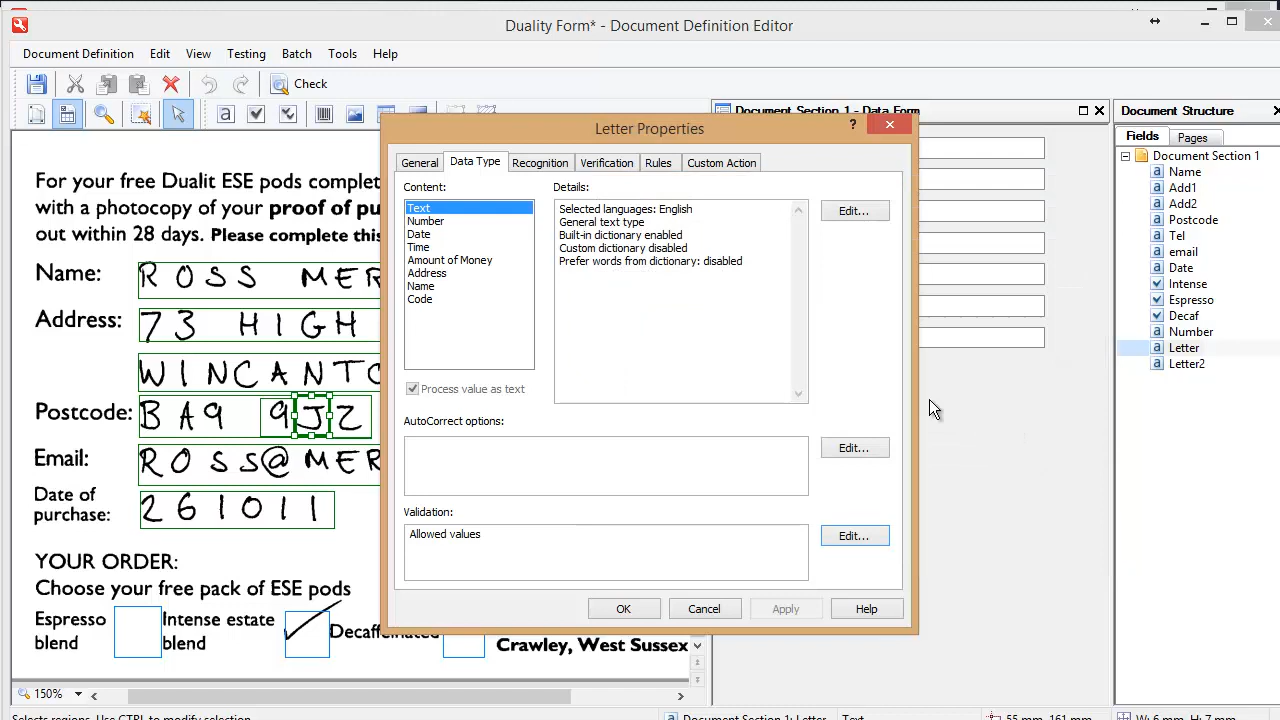 Duality Form* - Document Definition Editor
Document Definition Edit View Testing Batch Tools Help
Check
Document Section 1 - Data Form
Document Structure
Fields Pages
Document Section 1
Name
Add1
Add2
Postcode
Tel
email
Date
Intense
Espresso
Decaf
Number
Letter
Letter2
For your free Dualit ESE pods complet
with a photocopy of your proof of pu
out within 28 days. Please complete this
Name: ROSS MER
Address: 73 HIGH
WINCANTO
Postcode: BA9 9JZ
Email: ROSS@MER
Date of purchase: 261011
YOUR ORDER:
Choose your free pack of ESE pods
Espresso blend
Intense estate blend
Decaffeinated
Crawley, West Sussex
Letter Properties
General Data Type Recognition Verification Rules Custom Action
Content:
Text
Number
Date
Time
Amount of Money
Address
Name
Code
Process value as text
Details:
Selected languages: English
General text type
Built-in dictionary enabled
Custom dictionary disabled
Prefer words from dictionary: disabled
Edit...
AutoCorrect options:
Edit...
Validation:
Allowed values
Edit...
OK Cancel Apply Help
150%
Document Section 1: Letter Text